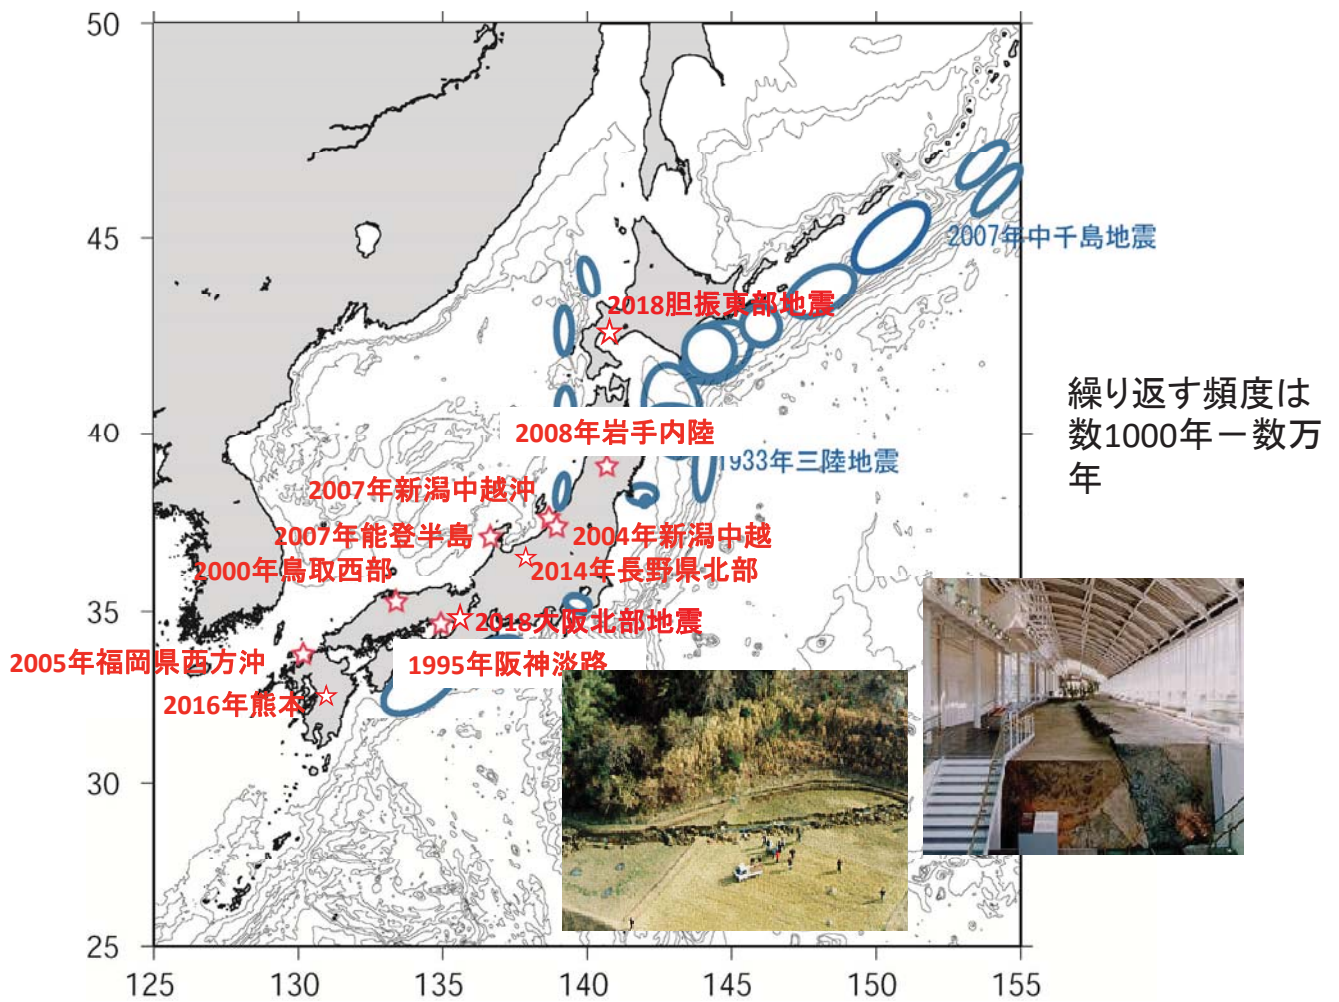 50
45
2007年中千島地震
2018胆振東部地震
繰り返す頻度は
数1000年－数万
年
40
2008年岩手内陸
1933年三陸地震
2007年新潟中越沖
2007年能登半島
2004年新潟中越
2000年鳥取西部
2014年長野県北部
35
2018大阪北部地震
2005年福岡県西方沖
1995年阪神淡路
2016年熊本
30
25
125
130
135
140
145
150
155